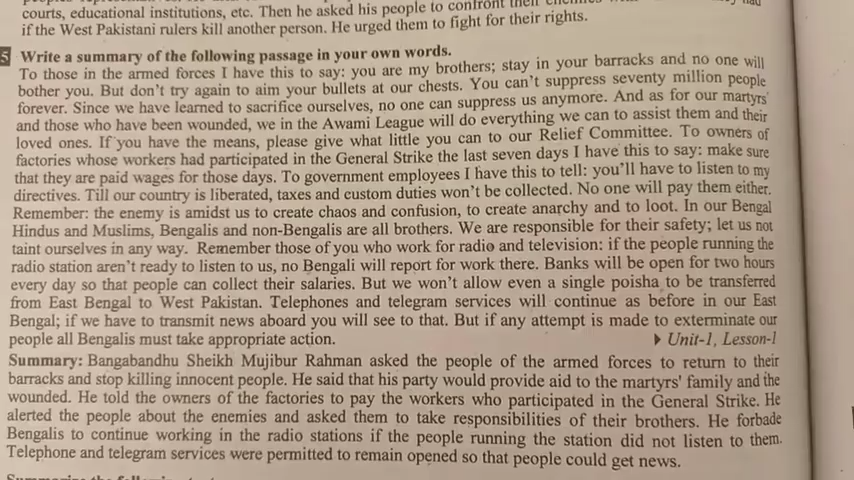 courts, educational institutions, etc. Then he asked his people to confront their
if the West Pakistani rulers kill another person. He urged them to fight for their rights.
5 Write a summary of the following passage in your own words.
To those in the armed forces I have this to say: you are my brothers; stay in your barracks and no one will
bother you. But don't try again to aim your bullets at our chests. You can't suppress seventy million people
forever. Since we have learned to sacrifice ourselves, no one can suppress us anymore. And as for our martyrs'
and those who have been wounded, we in the Awami League will do everything we can to assist them and their
loved ones. If you have the means, please give what little you can to our Relief Committee. To owners of
factories whose workers had participated in the General Strike the last seven days I have this to say: make sure
that they are paid wages for those days. To government employees I have this to tell: you'll have to listen to my
directives. Till our country is liberated, taxes and custom duties won't be collected. No one will pay them either.
Remember: the enemy is amidst us to create chaos and confusion, to create anarchy and to loot. In our Bengal
Hindus and Muslims, Bengalis and non-Bengalis are all brothers. We are responsible for their safety; let us not
taint ourselves in any way. Remember those of you who work for radio and television: if the people running the
radio station aren't ready to listen to us, no Bengali will report for work there. Banks will be open for two hours
every day so that people can collect their salaries. But we won't allow even a single poisha to be transferred
from East Bengal to West Pakistan. Telephones and telegram services will continue as before in our East
Bengal; if we have to transmit news aboard you will see to that. But if any attempt is made to exterminate our
people all Bengalis must take appropriate action. Unit-1, Lesson-1
Summary: Bangabandhu Sheikh Mujibur Rahman asked the people of the armed forces to return to their
barracks and stop killing innocent people. He said that his party would provide aid to the martyrs' family and the
wounded. He told the owners of the factories to pay the workers who participated in the General Strike. He
alerted the people about the enemies and asked them to take responsibilities of their brothers. He forbade
Bengalis to continue working in the radio stations if the people running the station did not listen to them.
Telephone and telegram services were permitted to remain opened so that people could get news.